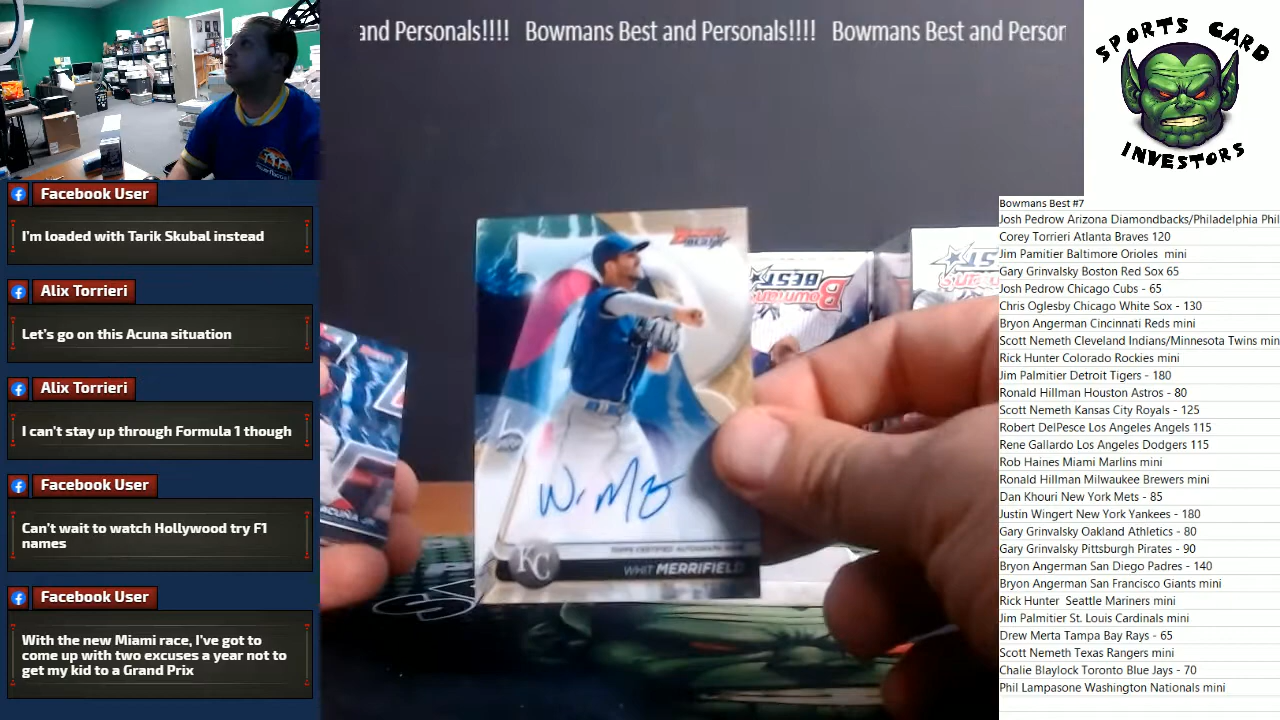 and Personals!!!! Bowmans Best and Personals!!!! Bowmans Best and Person
SPORTS CARD
INVESTORS
Facebook User
I'm loaded with Tarik Skubal instead
Alix Torrieri
Let's go on this Acuna situation
Alix Torrieri
I can't stay up through Formula 1 though
Facebook User
Can't wait to watch Hollywood try F1
names
Facebook User
With the new Miami race, I've got to
come up with two excuses a year not to
get my kid to a Grand Prix
ACUNA JR.
BEST
W. M
KC
TOPPS CERTIFIED AUTOGRAPH ISSUE
WHIT MERRIFIELD
BOWMAN'S
BEST
Bowmans Best #7
Josh Pedrow Arizona Diamondbacks/Philadelphia Phil
Corey Torrieri Atlanta Braves 120
Jim Pamitier Baltimore Orioles mini
Gary Grinvalsky Boston Red Sox 65
Josh Pedrow Chicago Cubs - 65
Chris Oglesby Chicago White Sox - 130
Bryon Angerman Cincinnati Reds mini
Scott Nemeth Cleveland Indians/Minnesota Twins min
Rick Hunter Colorado Rockies mini
Jim Palmitier Detroit Tigers - 180
Ronald Hillman Houston Astros - 80
Scott Nemeth Kansas City Royals - 125
Robert DelPesce Los Angeles Angels 115
Rene Gallardo Los Angeles Dodgers 115
Rob Haines Miami Marlins mini
Ronald Hillman Milwaukee Brewers mini
Dan Khouri New York Mets - 85
Justin Wingert New York Yankees - 180
Gary Grinvalsky Oakland Athletics - 80
Gary Grinvalsky Pittsburgh Pirates - 90
Bryon Angerman San Diego Padres - 140
Bryon Angerman San Francisco Giants mini
Rick Hunter Seattle Mariners mini
Jim Palmitier St. Louis Cardinals mini
Drew Merta Tampa Bay Rays - 65
Scott Nemeth Texas Rangers mini
Chalie Blaylock Toronto Blue Jays - 70
Phil Lampasone Washington Nationals mini